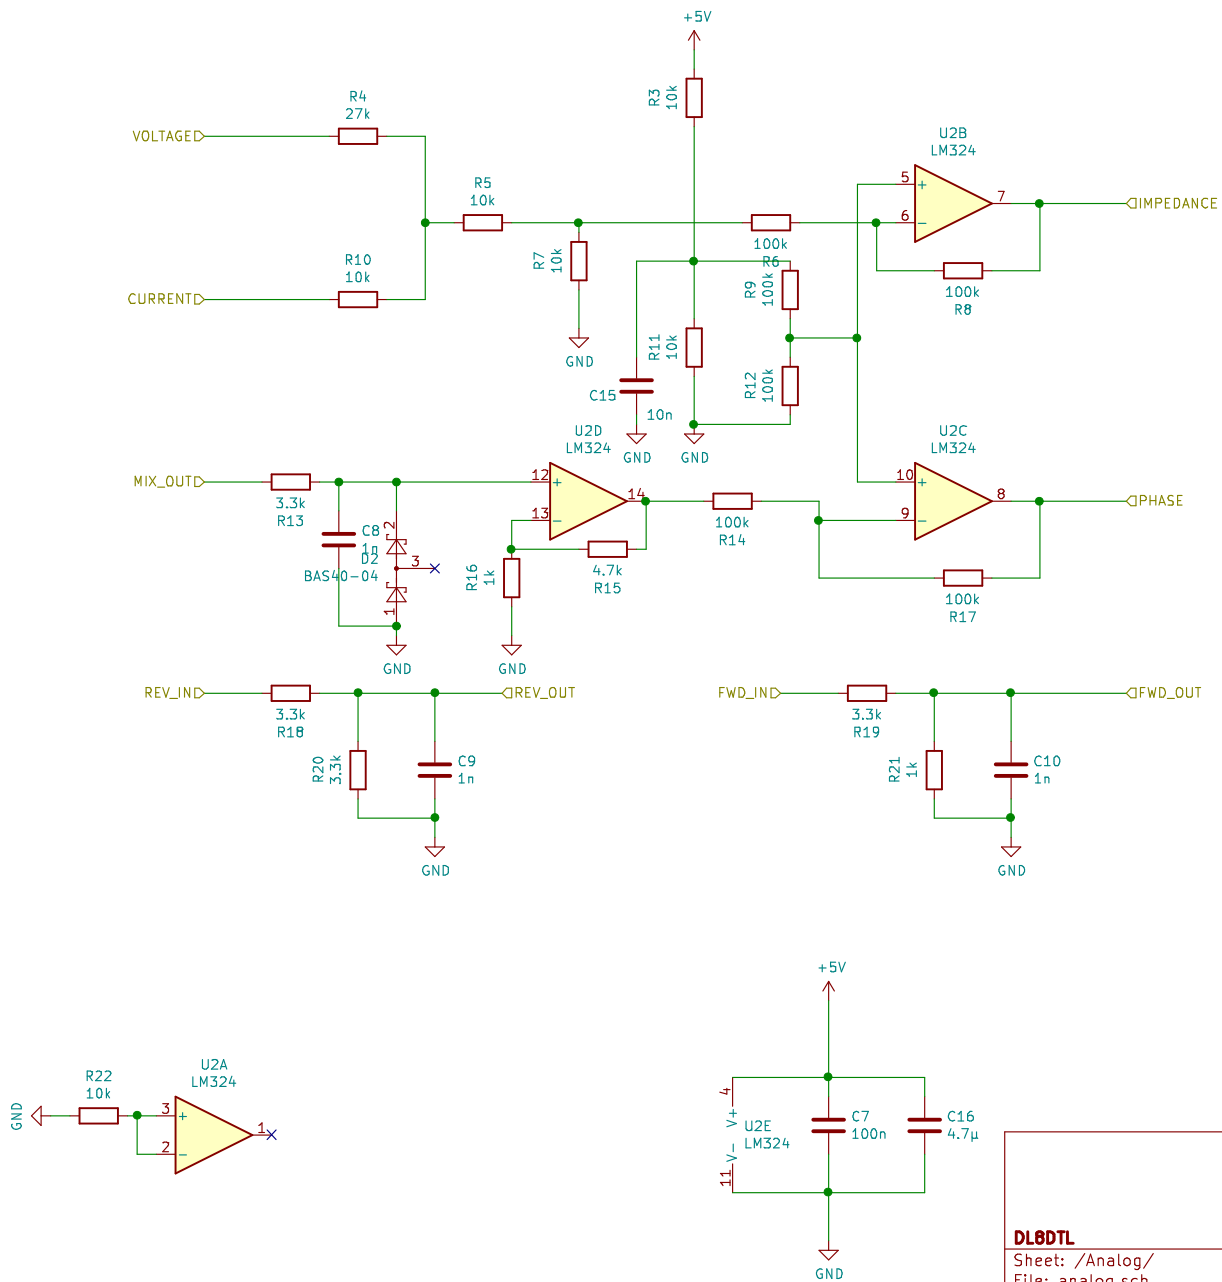 +5V
R3
10k
R4
27k
VOLTAGE
U2B
LM324
5
+
7
IMPEDANCE
6
−
R5
10k
100k
R6
R7
10k
R10
10k
CURRENT
R9
100k
100k
R8
GND
R11
10k
R12
100k
C15
10n
GND
GND
U2D
LM324
U2C
LM324
MIX_OUT
3.3k
R13
12
+
14
13
−
10
+
8
PHASE
9
−
100k
R14
C8
1n
2
D2
BAS40-04
3
1
R16
1k
4.7k
R15
100k
R17
GND
GND
REV_IN
REV_OUT
3.3k
R18
FWD_IN
FWD_OUT
3.3k
R19
R20
3.3k
C9
1n
R21
1k
C10
1n
GND
GND
+5V
U2A
LM324
R22
10k
GND
3
+
1
2
−
4
V+
U2E
LM324
V-
11
C7
100n
C16
4.7µ
GND
DL8DTL
Sheet: /Analog/
File: analog.sch